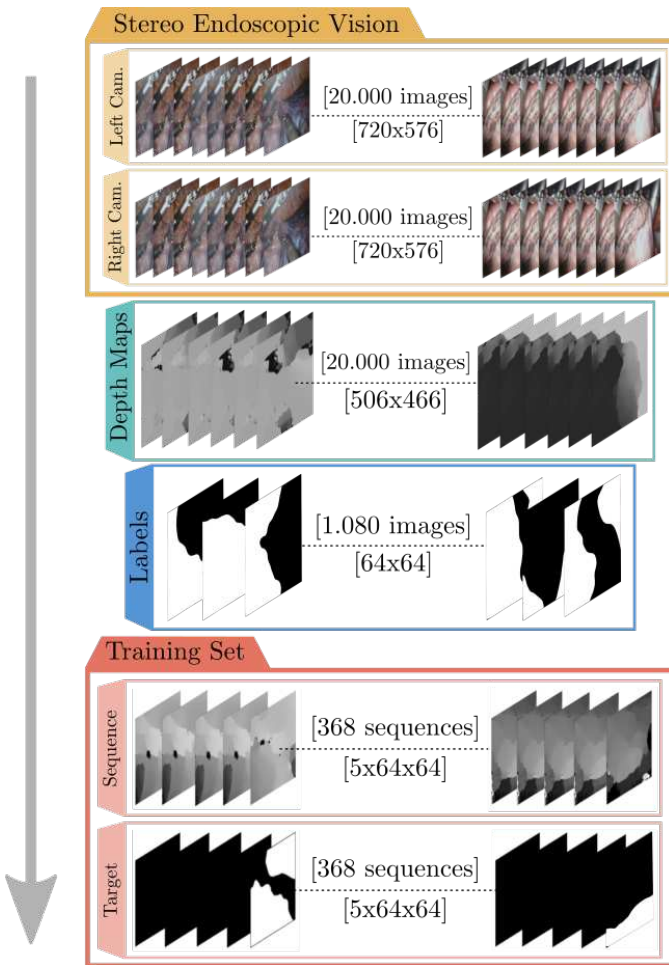 Stereo Endoscopic Vision
Left Cam.
[20.000 images]
[720x576]
Right Cam.
[20.000 images]
[720x576]
Depth Maps
[20.000 images]
[506x466]
Labels
[1.080 images]
[64x64]
Training Set
Sequence
[368 sequences]
[5x64x64]
Target
[368 sequences]
[5x64x64]